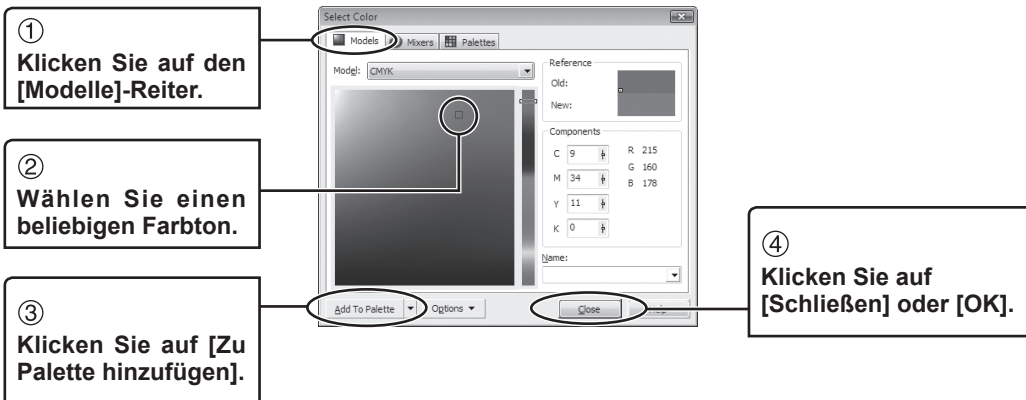 ①
Klicken Sie auf den
[Modelle]-Reiter.
②
Wählen Sie einen
beliebigen Farbton.
③
Klicken Sie auf [Zu
Palette hinzufügen].
Select Color
Models Mixers Palettes
Model: CMYK
Reference
Old:
New:
Components
C 9 R 215
G 160
M 34 B 178
Y 11
K 0
Name:
Add To Palette Options Close
④
Klicken Sie auf
[Schließen] oder [OK].